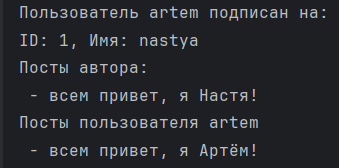 Пользователь artem подписан на:
ID: 1, Имя: nastya
Посты автора:
 - всем привет, я Настя!
Посты пользователя artem
 - всем привет, я Артём!